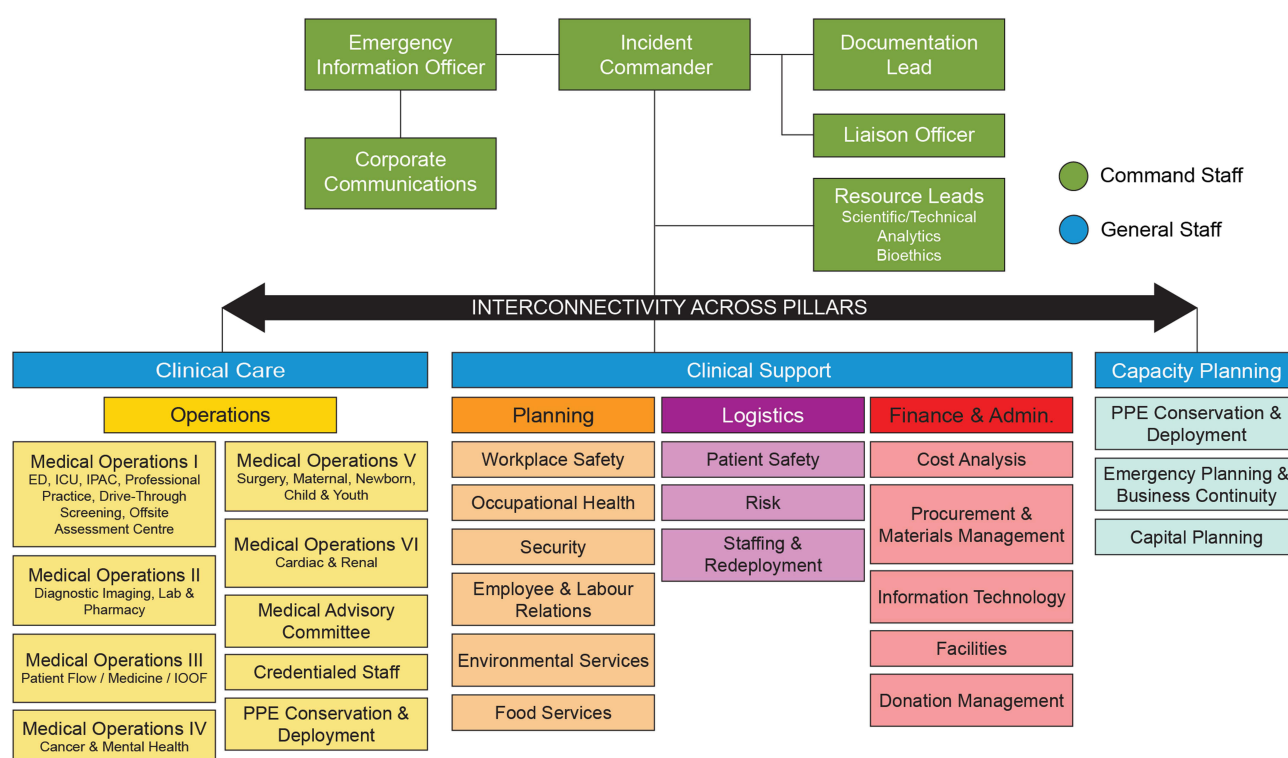 Emergency
Information Officer
Incident
Commander
Documentation
Lead
Liaison Officer
Corporate
Communications
Resource Leads
Scientific/Technical
Analytics
Bioethics
Command Staff
General Staff
INTERCONNECTIVITY ACROSS PILLARS
Clinical Care
Operations
Medical Operations I
ED, ICU, IPAC, Professional
Practice, Drive-Through
Screening, Offsite
Assessment Centre
Medical Operations II
Diagnostic Imaging, Lab &
Pharmacy
Medical Operations III
Patient Flow / Medicine / IOOF
Medical Operations IV
Cancer & Mental Health
Medical Operations V
Surgery, Maternal, Newborn,
Child & Youth
Medical Operations VI
Cardiac & Renal
Medical Advisory
Committee
Credentialed Staff
PPE Conservation &
Deployment
Clinical Support
Planning
Workplace Safety
Occupational Health
Security
Employee & Labour
Relations
Environmental Services
Food Services
Logistics
Patient Safety
Risk
Staffing &
Redeployment
Finance & Admin.
Cost Analysis
Procurement &
Materials Management
Information Technology
Facilities
Donation Management
Capacity Planning
PPE Conservation &
Deployment
Emergency Planning &
Business Continuity
Capital Planning